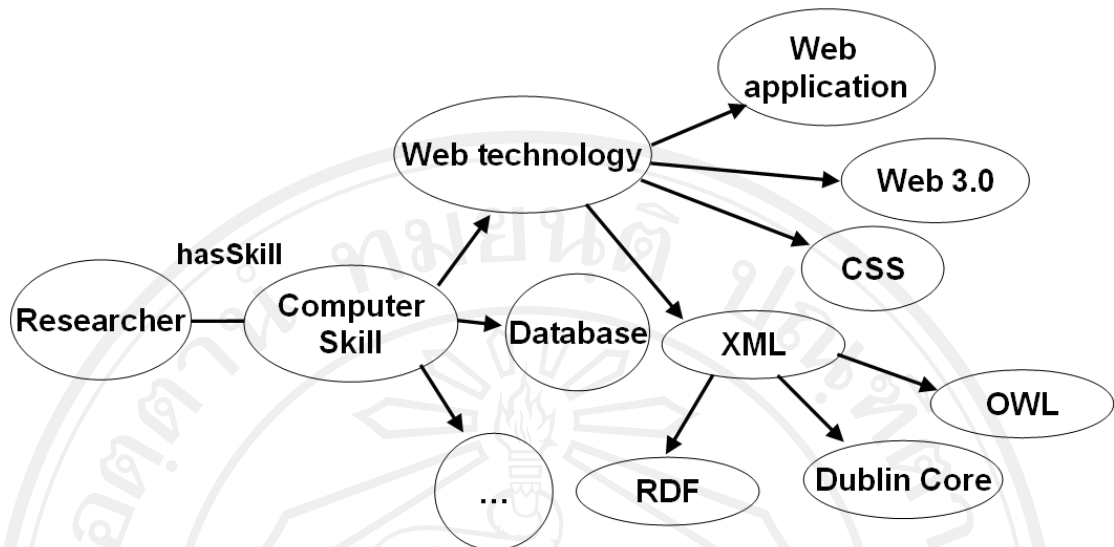 Web
application
Web technology
Web 3.0
hasSkill
CSS
Researcher
Computer
Skill
Database
XML
OWL
...
RDF
Dublin Core